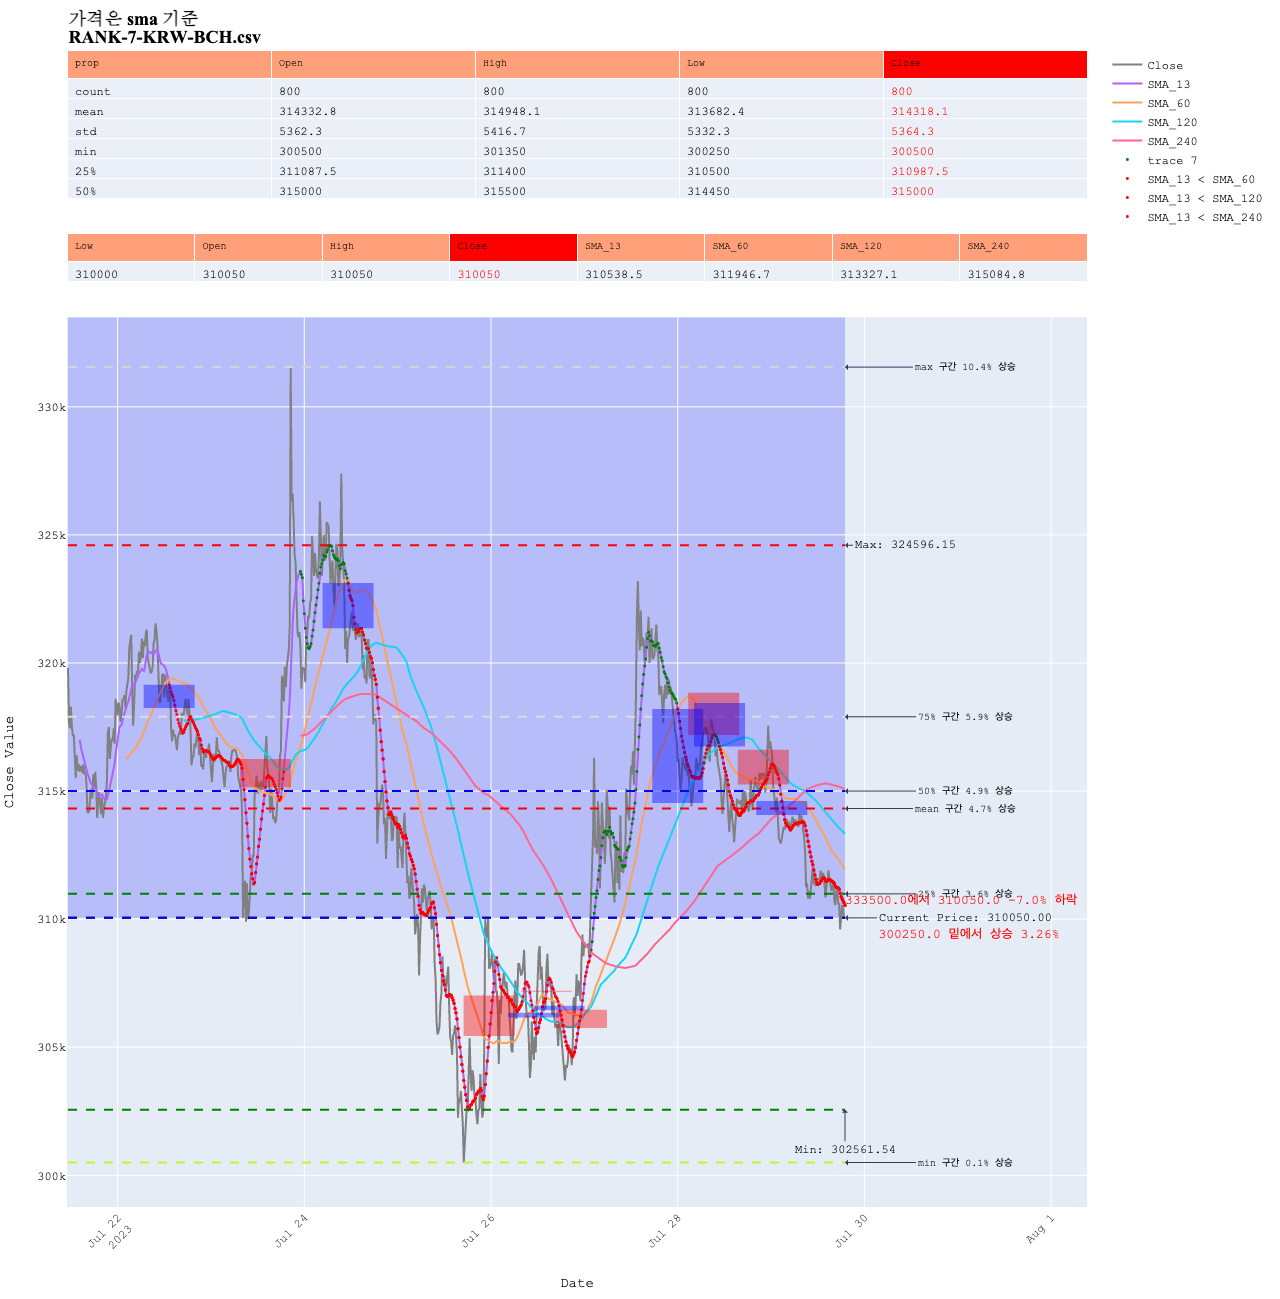 가격은 sma 기준
RANK-7-KRW-BCH.csv
prop Open High Low Close
count 800 800 800 800
mean 314332.8 314948.1 313682.4 314318.1
std 5362.3 5416.7 5332.3 5364.3
min 300500 301350 300250 300500
25% 311087.5 311400 310500 310987.5
50% 315000 315500 314450 315000
Low Open High Close SMA_13 SMA_60 SMA_120 SMA_240
310000 310050 310050 310050 310538.5 311946.7 313327.1 315084.8
Close
SMA_13
SMA_60
SMA_120
SMA_240
trace 7
SMA_13 < SMA_60
SMA_13 < SMA_120
SMA_13 < SMA_240
max 구간 10.4% 상승
330k
325k
Max: 324596.15
320k
75% 구간 5.9% 상승
315k
50% 구간 4.9% 상승
mean 구간 4.7% 상승
25% 구간 3.6% 상승
333500.0에서 310050.0 -7.0% 하락
310k
Current Price: 310050.00
300250.0 밑에서 상승 3.26%
305k
Min: 302561.54
min 구간 0.1% 상승
300k
Jul 22
2023
Jul 24
Jul 26
Jul 28
Jul 30
Aug 1
Close Value
Date